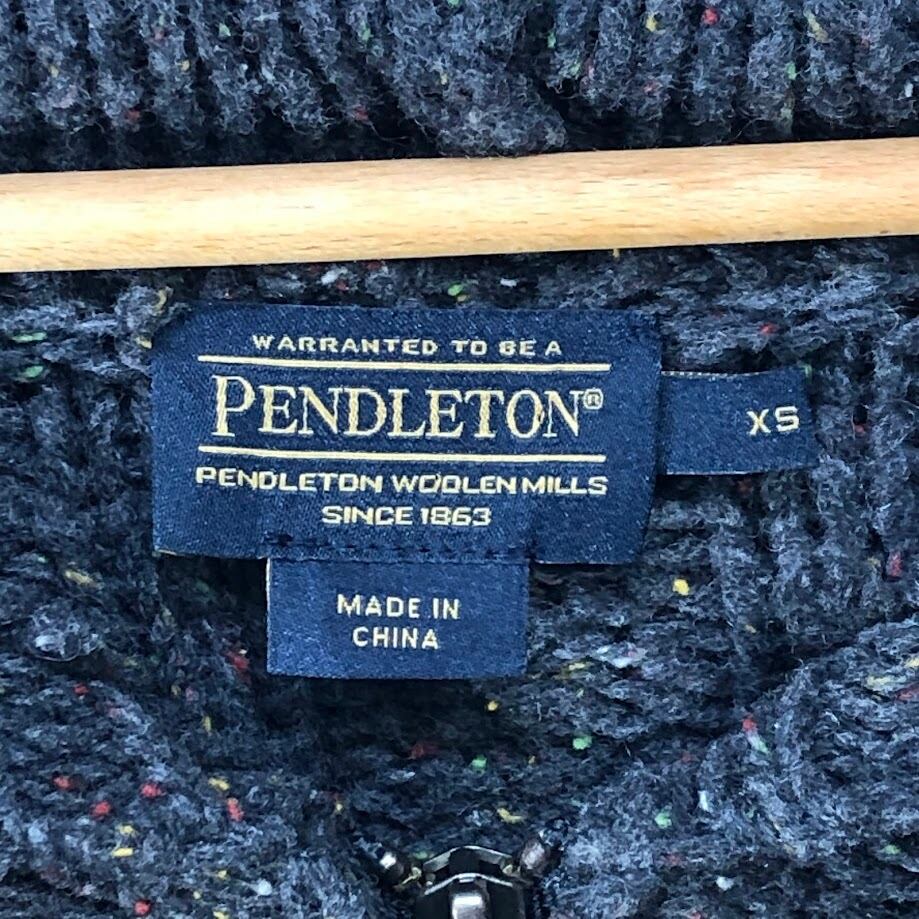 WARRANTED TO BE A
PENDLETON®
PENDLETON WOOLEN MILLS
SINCE 1863
XS
MADE IN
CHINA